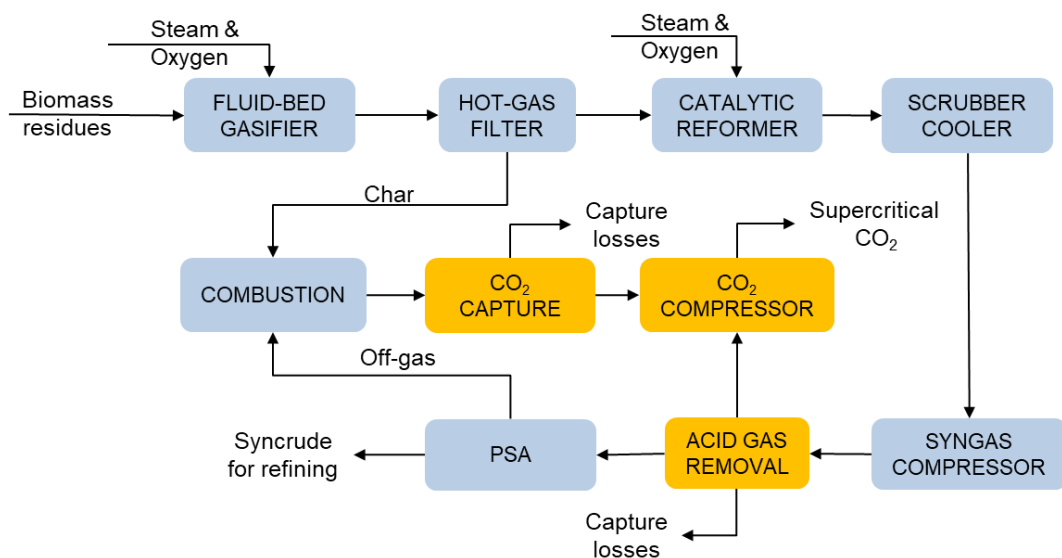 Steam &
Oxygen
Steam &
Oxygen
Biomass
residues
FLUID-BED
GASIFIER
HOT-GAS
FILTER
CATALYTIC
REFORMER
SCRUBBER
COOLER
Char
Capture
losses
Supercritical
CO₂
COMBUSTION
CO₂
CAPTURE
CO₂
COMPRESSOR
Off-gas
Syncrude
for refining
PSA
ACID GAS
REMOVAL
SYNGAS
COMPRESSOR
Capture
losses